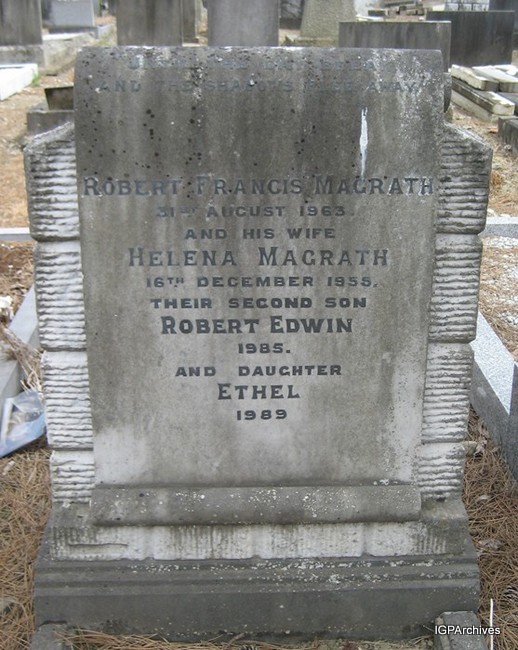 AND THE SHADOWS FLEE AWAY
ROBERT FRANCIS MAGRATH
31ST AUGUST 1963.
AND HIS WIFE
HELENA MAGRATH
16TH DECEMBER 1955,
THEIR SECOND SON
ROBERT EDWIN
1985.
AND DAUGHTER
ETHEL
1989
IGPArchives